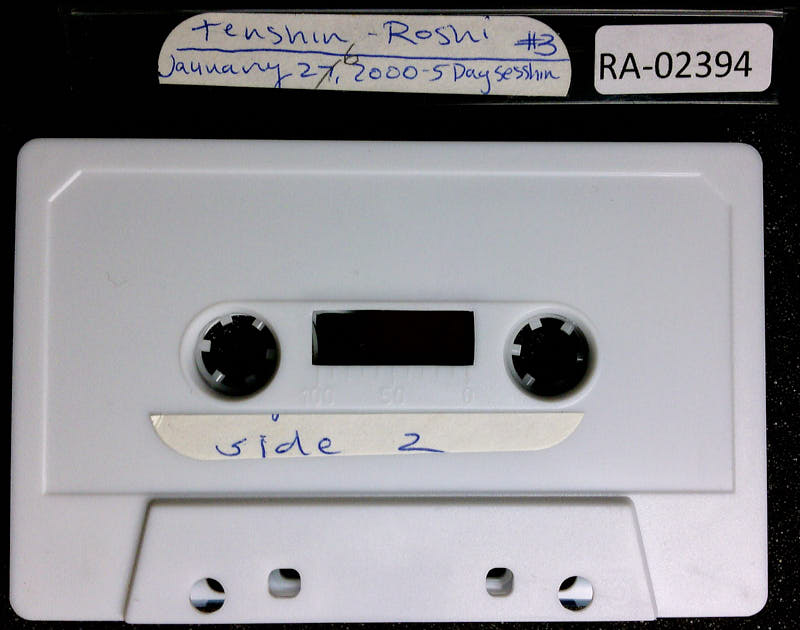 tenshin - Roshi #3
January 27, 2000 - 5 Day sesshin
RA-02394
100 50 0
side 2